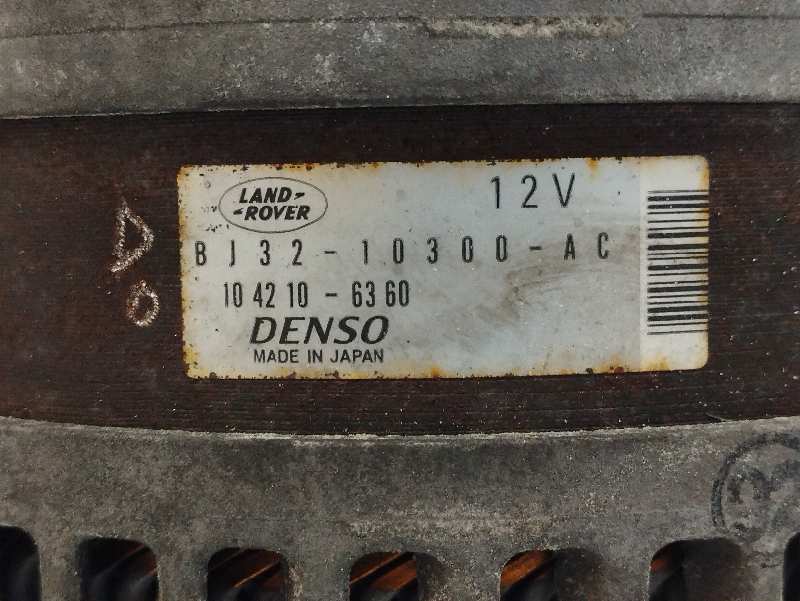 LAND-
-ROVER
12V
BJ32-10300-AC
104210-6360
DENSO
MADE IN JAPAN
D
O